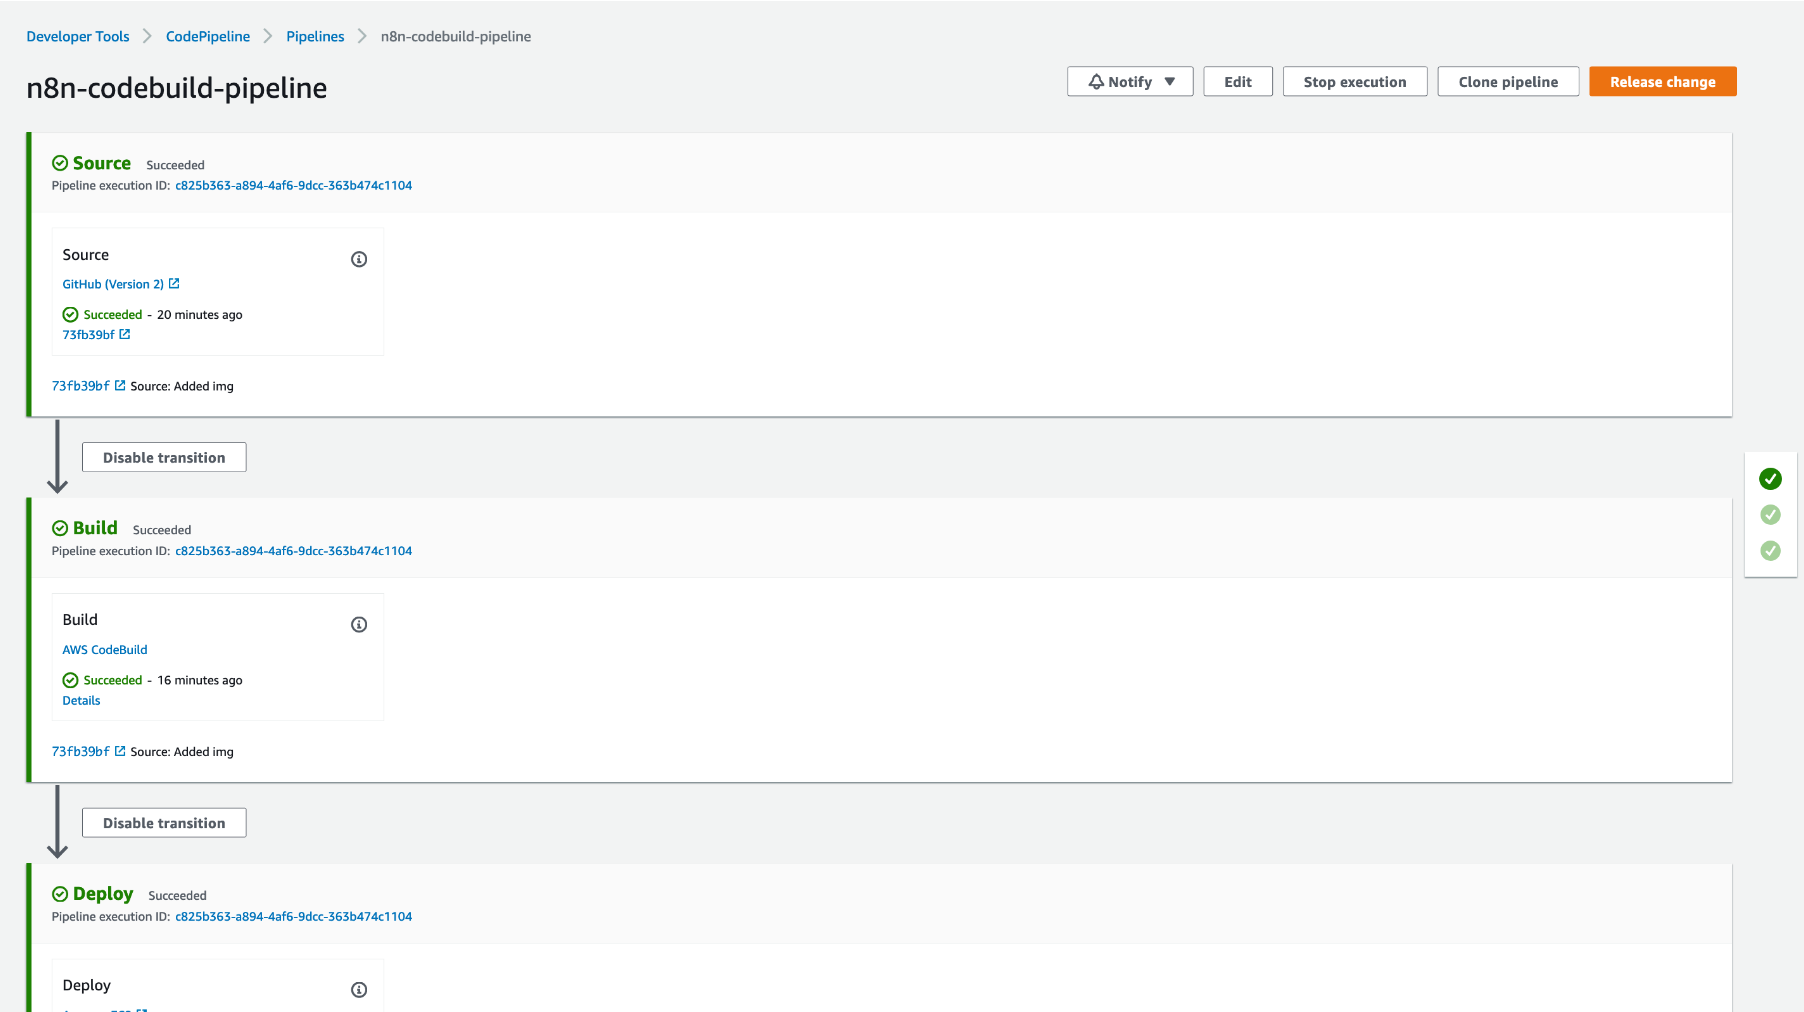 Developer Tools > CodePipeline > Pipelines > n8n-codebuild-pipeline
n8n-codebuild-pipeline
Notify Edit Stop execution Clone pipeline Release change
Source Succeeded
Pipeline execution ID: c825b363-a894-4af6-9dcc-363b474c1104
Source
GitHub (Version 2)
Succeeded - 20 minutes ago
73fb39bf
73fb39bf Source: Added img
Disable transition
Build Succeeded
Pipeline execution ID: c825b363-a894-4af6-9dcc-363b474c1104
Build
AWS CodeBuild
Succeeded - 16 minutes ago
Details
73fb39bf Source: Added img
Disable transition
Deploy Succeeded
Pipeline execution ID: c825b363-a894-4af6-9dcc-363b474c1104
Deploy